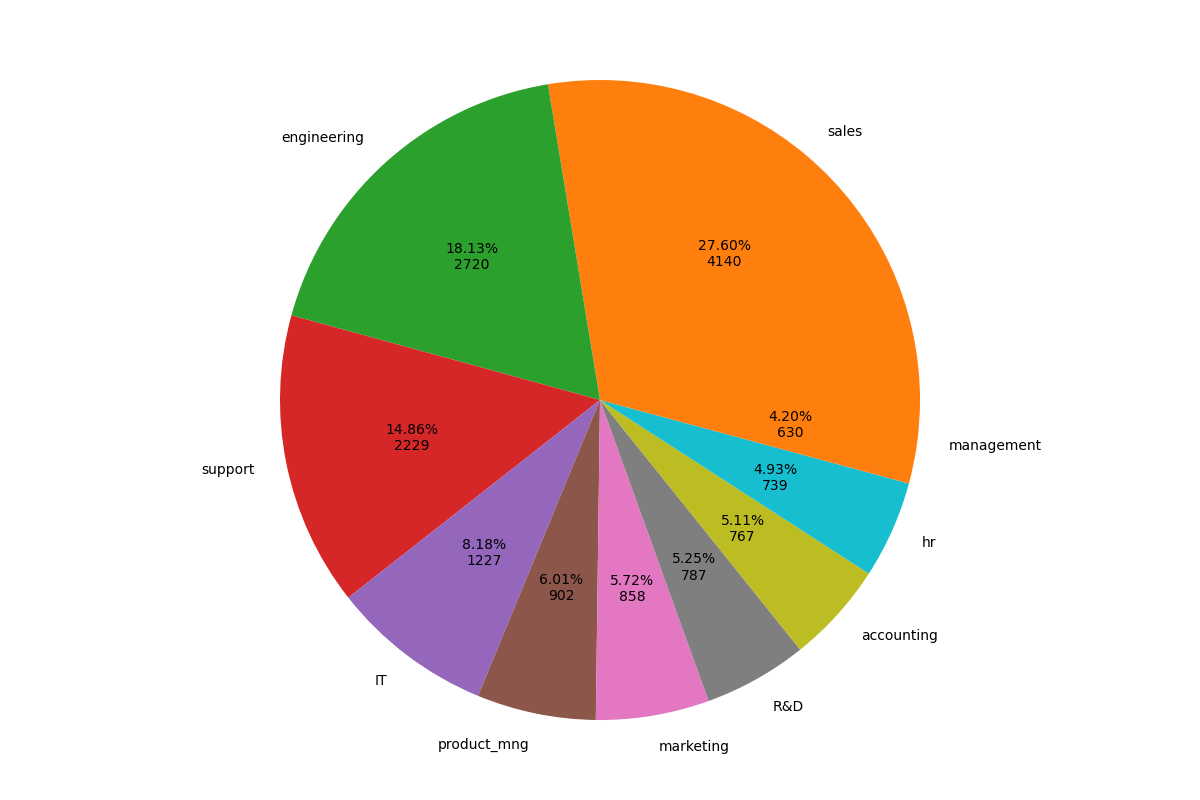 sales
27.60%
4140
engineering
18.13%
2720
support
14.86%
2229
IT
8.18%
1227
product_mng
6.01%
902
marketing
5.72%
858
R&D
5.25%
787
accounting
5.11%
767
hr
4.93%
739
management
4.20%
630